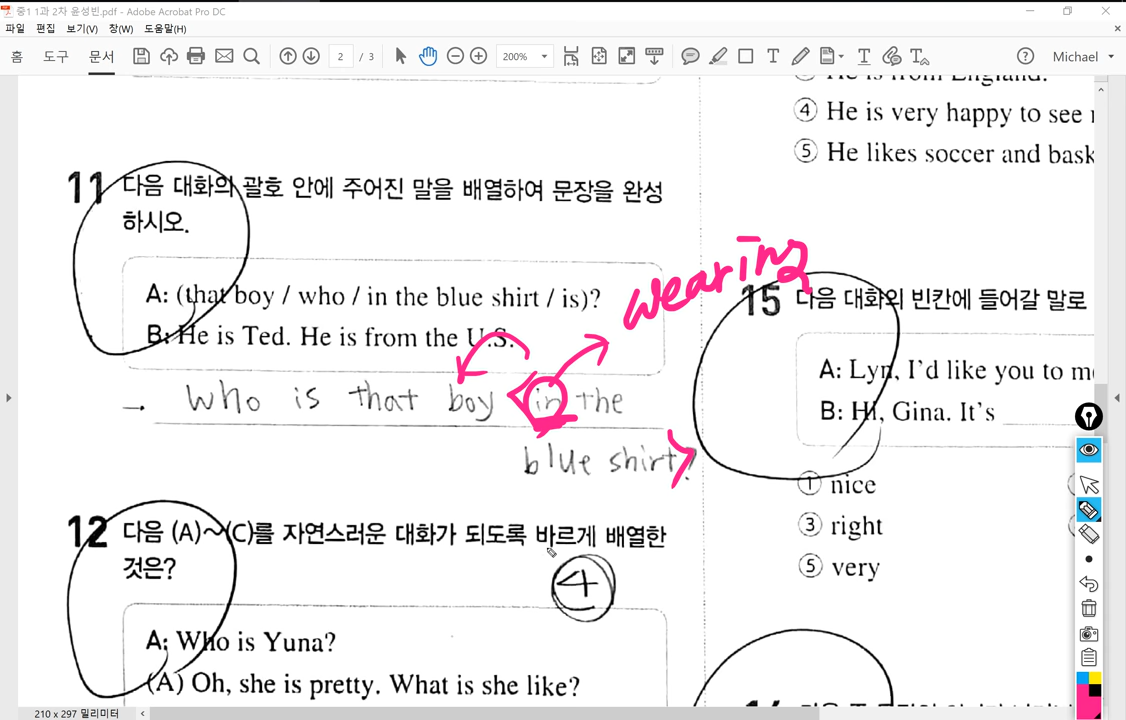 중1 1과 2차 윤성빈.pdf - Adobe Acrobat Pro DC
파일 편집 보기(V) 창(W) 도움말(H)
홈 도구 문서 2 / 3 200% Michael
11 다음 대화의 괄호 안에 주어진 말을 배열하여 문장을 완성
하시오.
A: (that boy / who / in the blue shirt / is)?
B: He is Ted. He is from the U.S.
wearing
→ Who is that boy in the
blue shirt?
12 다음 (A)~(C)를 자연스러운 대화가 되도록 바르게 배열한
것은?
4
A: Who is Yuna?
(A) Oh, she is pretty. What is she like?
He is from England.
④ He is very happy to see
⑤ He likes soccer and bask
15 다음 대화의 빈칸에 들어갈 말로
A: Lyn, I'd like you to m
B: Hi, Gina. It's
① nice
③ right
⑤ very
210 x 297 밀리미터